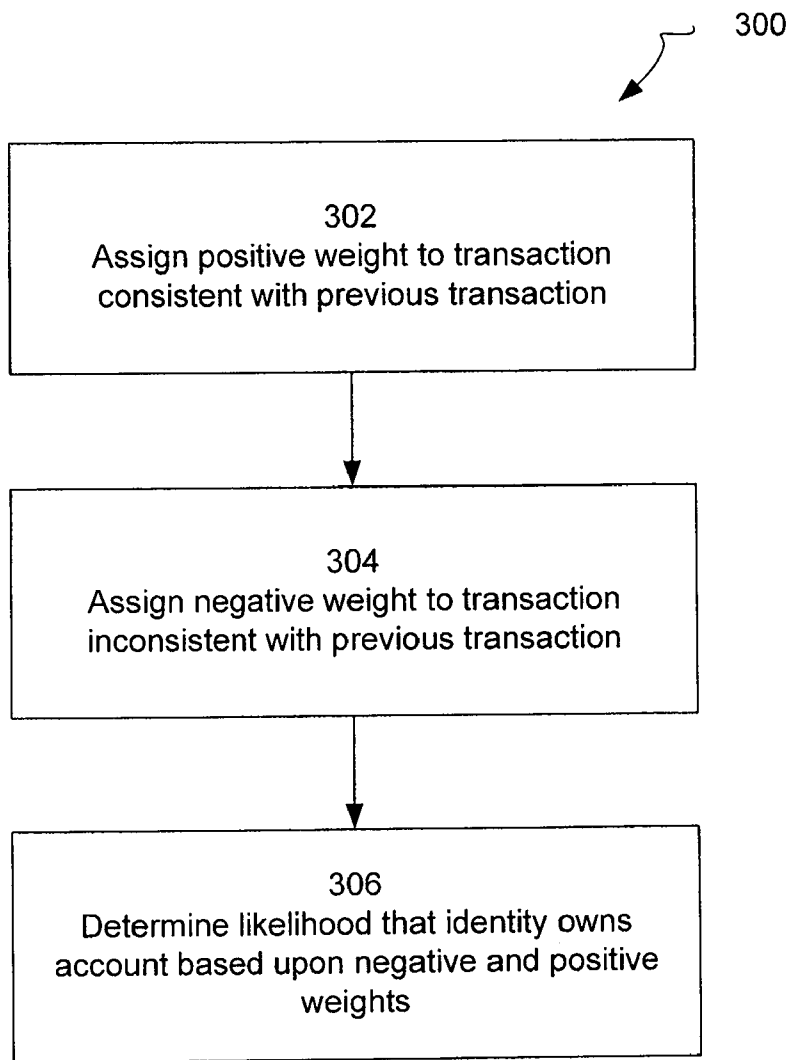 300
302
Assign positive weight to transaction
consistent with previous transaction
304
Assign negative weight to transaction
inconsistent with previous transaction
306
Determine likelihood that identity owns
account based upon negative and positive
weights